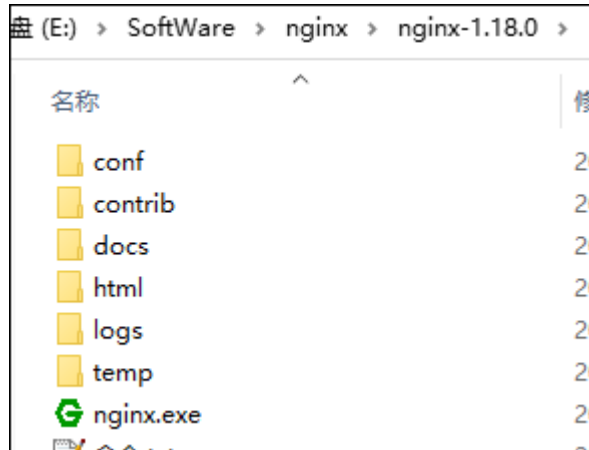 盘 (E:) > SoftWare > nginx > nginx-1.18.0 >
名称
conf
contrib
docs
html
logs
temp
nginx.exe